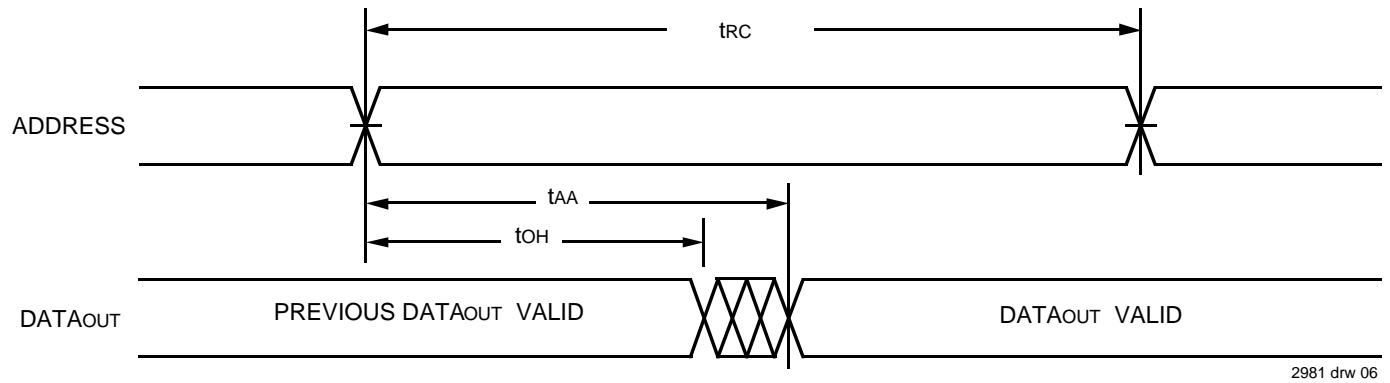 tRC
ADDRESS
tAA
tOH
DATAOUT
PREVIOUS DATAOUT VALID
DATAOUT VALID
2981 drw 06